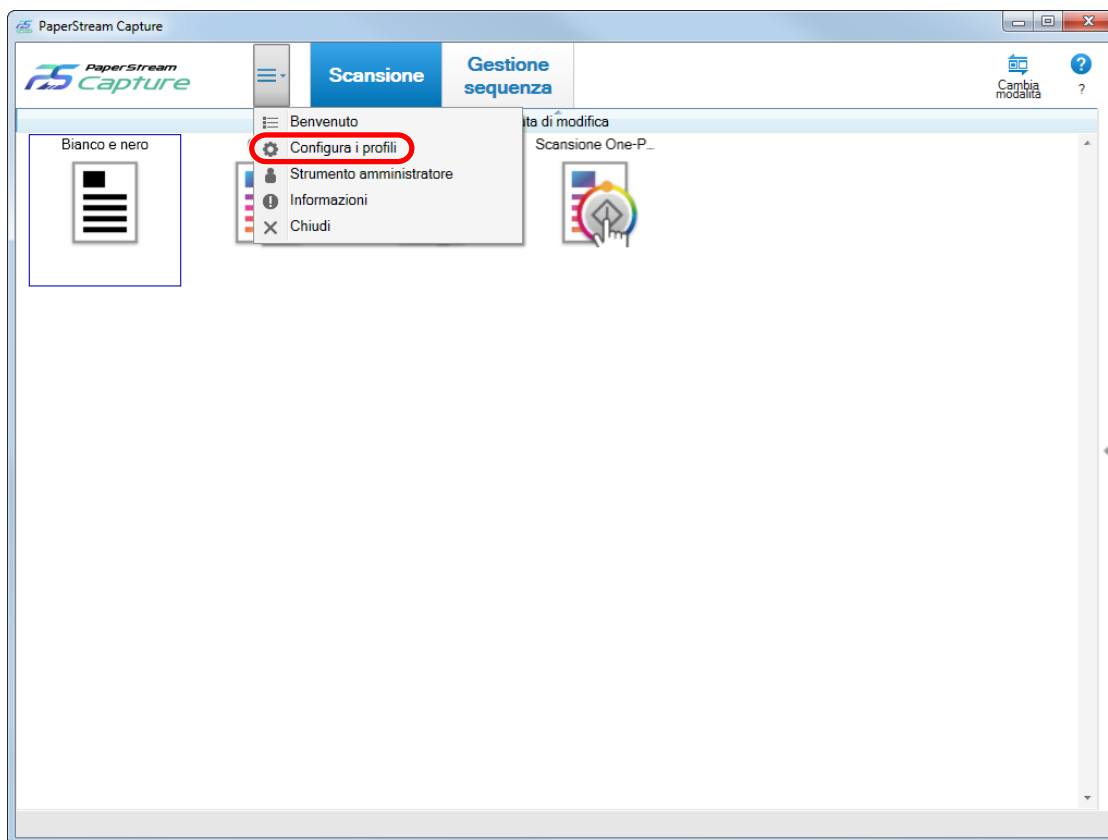 PaperStream Capture
PaperStream
Capture
Scansione
Gestione
sequenza
Cambia
modalità
?
?
di modifica
Benvenuto
Configura i profili
Strumento amministratore
Informazioni
Chiudi
Bianco e nero
Scansione One-P...